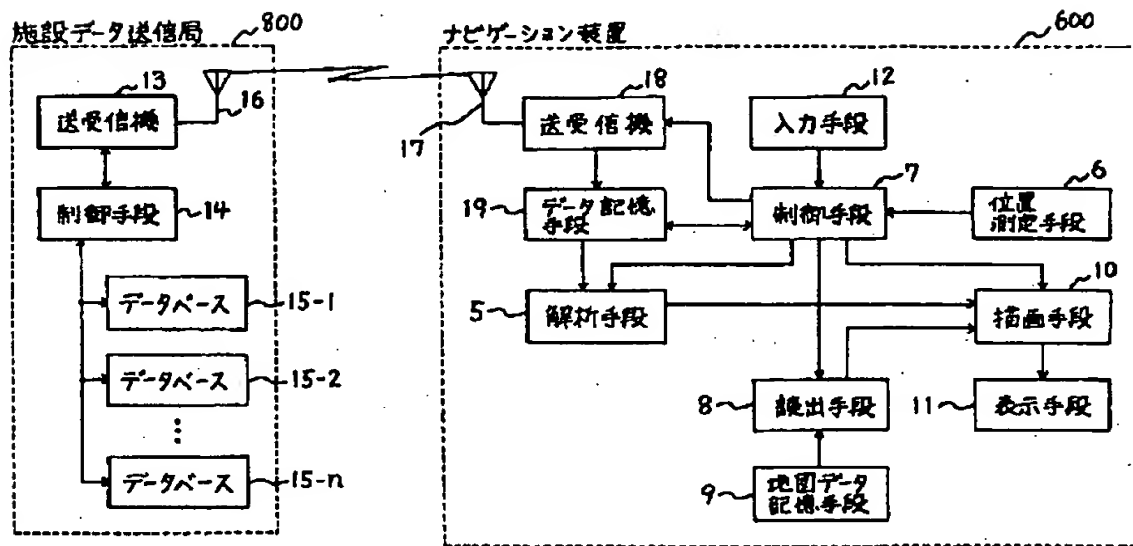 施設データ送信局
800
13
送受信機
16
制御手段
14
データベース
15-1
データベース
15-2
データベース
15-n
ナビゲーション装置
600
17
18
送受信機
12
入力手段
19
データ記憶
手段
7
制御手段
6
位置
測定手段
5
解析手段
10
描画手段
8
読出手段
11
表示手段
9
地図データ
記憶手段